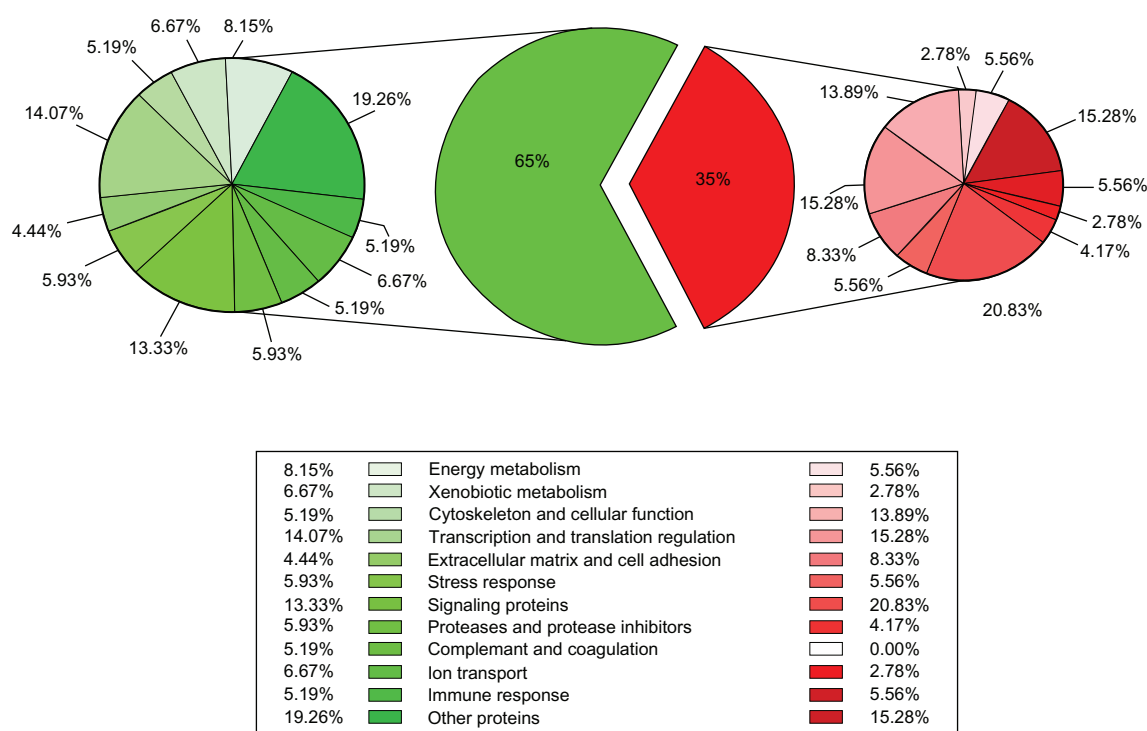 6.67% 8.15%
5.19%
19.26%
14.07%
4.44%
5.93%
13.33%
5.93%
5.19%
6.67%
5.19%
65%
35%
2.78% 5.56%
13.89%
15.28%
15.28%
5.56%
2.78%
4.17%
8.33%
5.56%
20.83%
8.15% Energy metabolism 5.56%
6.67% Xenobiotic metabolism 2.78%
5.19% Cytoskeleton and cellular function 13.89%
14.07% Transcription and translation regulation 15.28%
4.44% Extracellular matrix and cell adhesion 8.33%
5.93% Stress response 5.56%
13.33% Signaling proteins 20.83%
5.93% Proteases and protease inhibitors 4.17%
5.19% Complemant and coagulation 0.00%
6.67% Ion transport 2.78%
5.19% Immune response 5.56%
19.26% Other proteins 15.28%